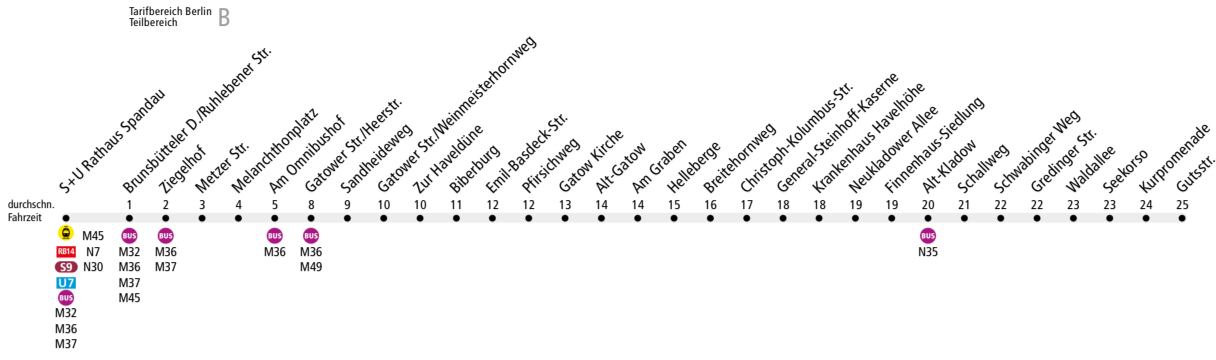 Tarifbereich Berlin
Teilbereich B
S+U Rathaus Spandau
Brunsbütteler D./Ruhlebener Str.
Ziegelhof
Metzer Str.
Melanchthonplatz
Am Omnibushof
Gatower Str./Heerstr.
Sandheideweg
Gatower Str./Weinmeisterhornweg
Zur Haveldüne
Biberburg
Emil-Basdeck-Str.
Pfirsichweg
Gatow Kirche
Alt-Gatow
Am Graben
Helleberge
Breitehornweg
Christoph-Kolumbus-Str.
General-Steinhoff-Kaserne
Krankenhaus Havelhöhe
Neukladower Allee
Finnenhaus-Siedlung
Alt-Kladow
Schallweg
Schwabinger Weg
Gredinger Str.
Waldallee
Seekorso
Kurpromenade
Gutsstr.
durchschn. 1 2 3 4 5 8 9 10 10 11 12 12 13 14 14 15 16 17 18 18 19 19 20 21 22 22 23 23 24 25
Fahrzeit
M45 BUS BUS BUS BUS BUS
RB14 N7 M32 M36 M36 M36 N35
S9 N30 M36 M37 M49
U7 M37
BUS M45
M32
M36
M37